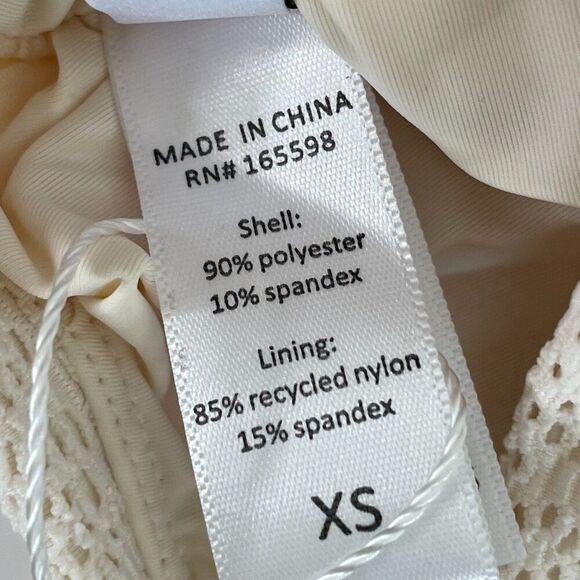 MADE IN CHINA
RN# 165598
Shell:
90% polyester
10% spandex
Lining:
85% recycled nylon
15% spandex
XS